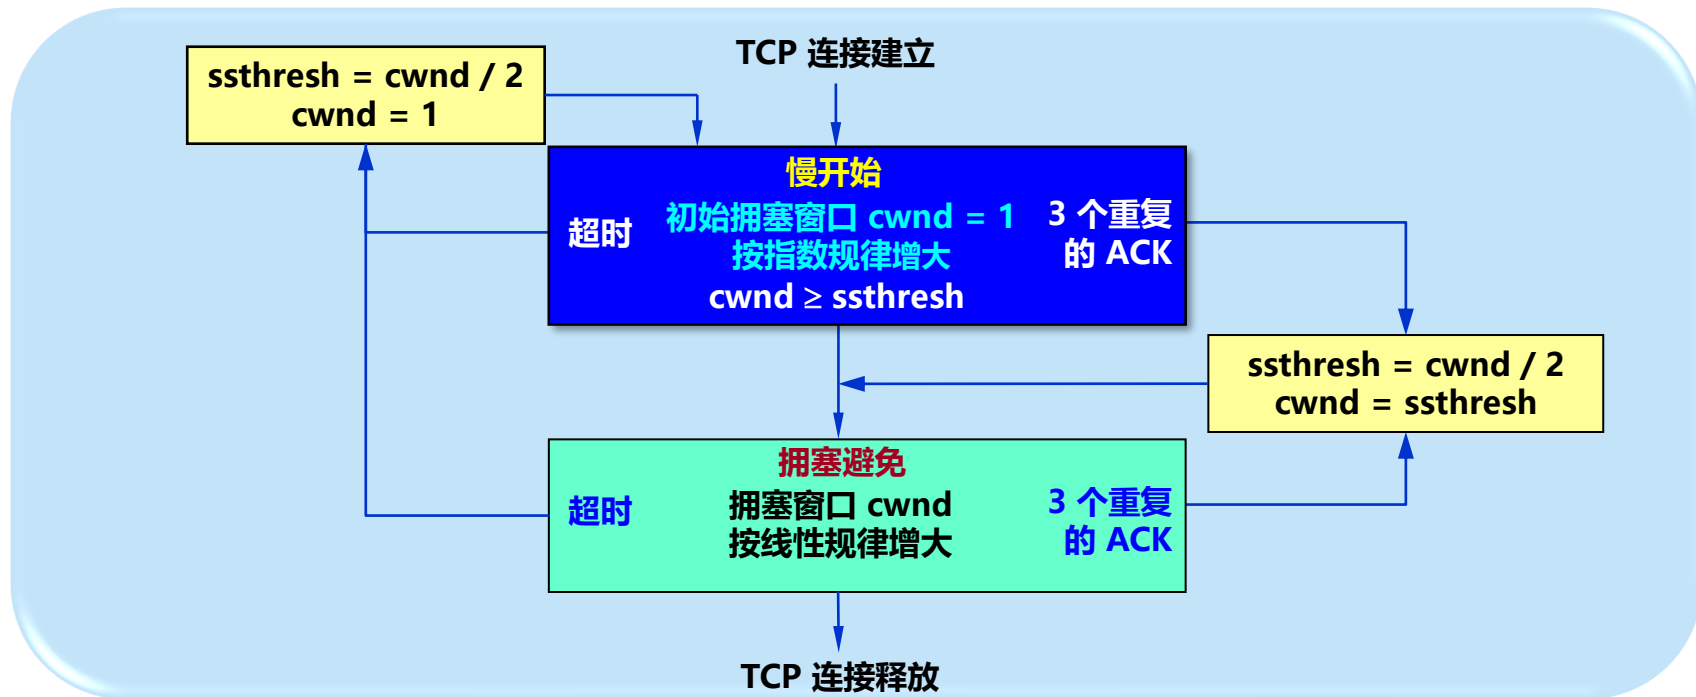 TCP 连接建立
ssthresh = cwnd / 2
cwnd = 1
慢开始
超时
初始拥塞窗口 cwnd = 1
按指数规律增大
cwnd ≥ ssthresh
3 个重复
的 ACK
ssthresh = cwnd / 2
cwnd = ssthresh
拥塞避免
超时
拥塞窗口 cwnd
按线性规律增大
3 个重复
的 ACK
TCP 连接释放